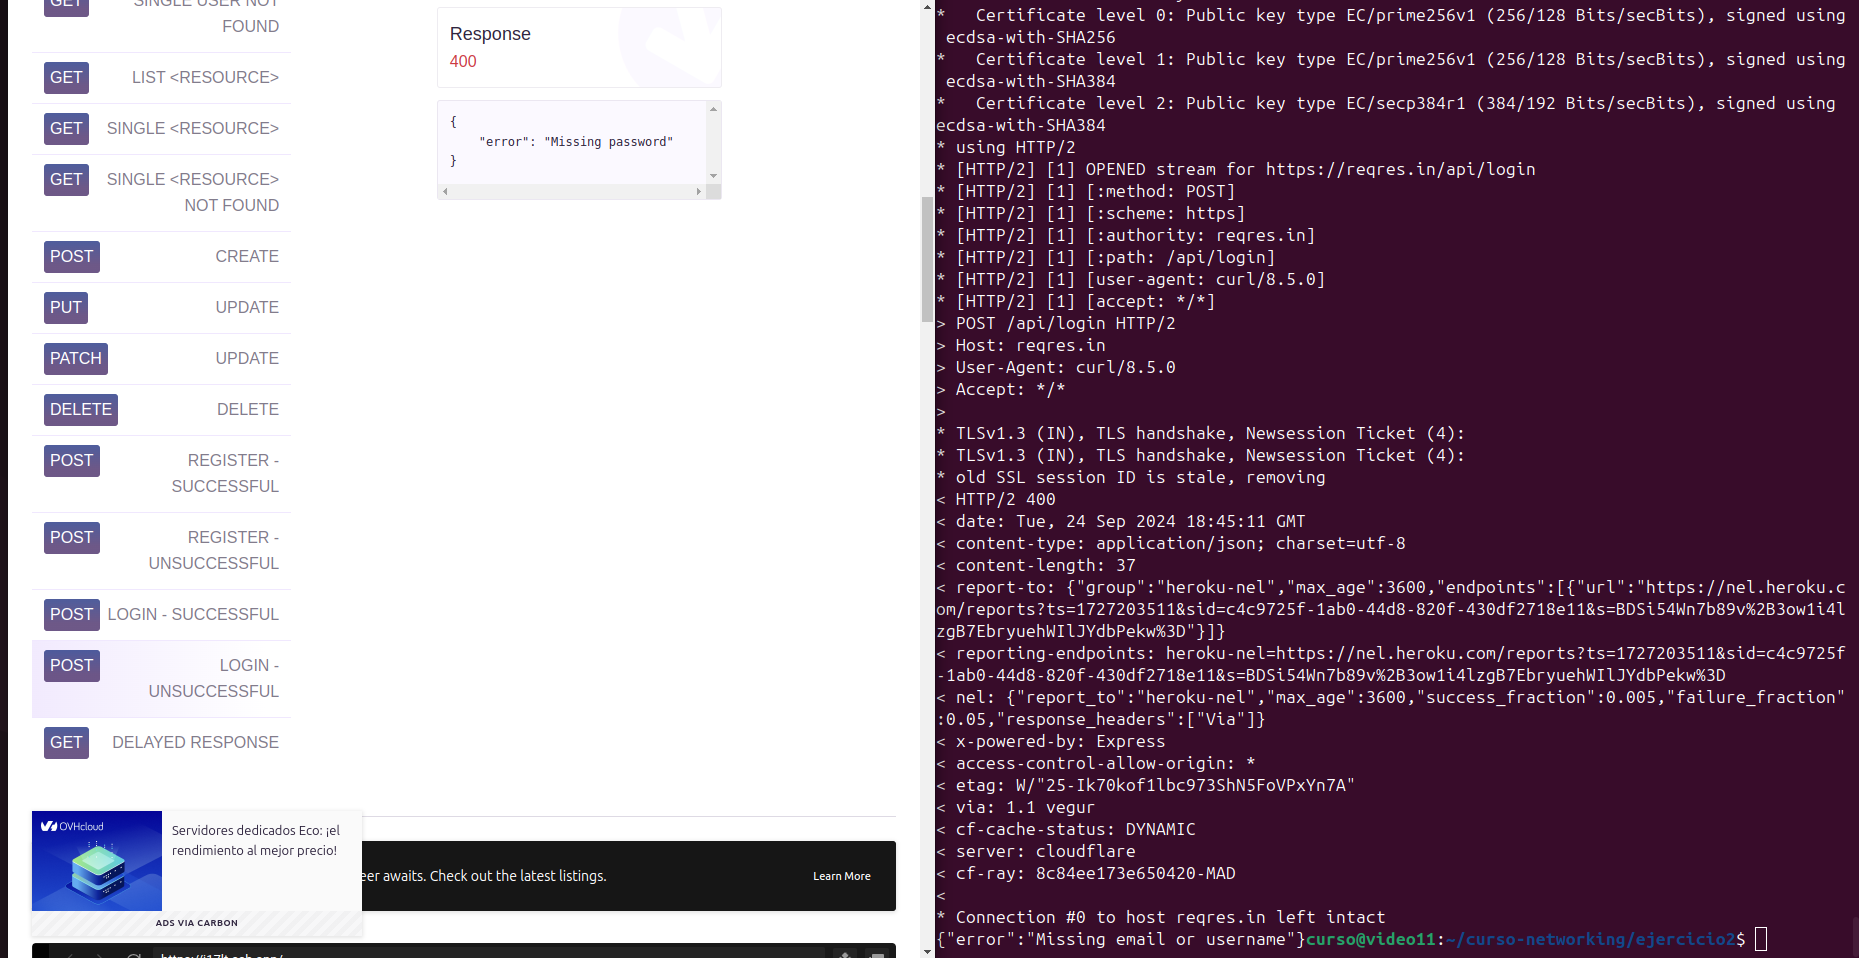 GET SINGLE USER NOT
FOUND
GET LIST <RESOURCE>
GET SINGLE <RESOURCE>
GET SINGLE <RESOURCE>
NOT FOUND
POST CREATE
PUT UPDATE
PATCH UPDATE
DELETE DELETE
POST REGISTER -
SUCCESSFUL
POST REGISTER -
UNSUCCESSFUL
POST LOGIN - SUCCESSFUL
POST LOGIN -
UNSUCCESSFUL
GET DELAYED RESPONSE
Response
400
{
"error": "Missing password"
}
OVHcloud
Servidores dedicados Eco: ¡el
rendimiento al mejor precio!
ADS VIA CARBON
eer awaits. Check out the latest listings.
Learn More
*   Certificate level 0: Public key type EC/prime256v1 (256/128 Bits/secBits), signed using
ecdsa-with-SHA256
*   Certificate level 1: Public key type EC/prime256v1 (256/128 Bits/secBits), signed using
ecdsa-with-SHA384
*   Certificate level 2: Public key type EC/secp384r1 (384/192 Bits/secBits), signed using
ecdsa-with-SHA384
* using HTTP/2
* [HTTP/2] [1] OPENED stream for https://reqres.in/api/login
* [HTTP/2] [1] [:method: POST]
* [HTTP/2] [1] [:scheme: https]
* [HTTP/2] [1] [:authority: reqres.in]
* [HTTP/2] [1] [:path: /api/login]
* [HTTP/2] [1] [user-agent: curl/8.5.0]
* [HTTP/2] [1] [accept: */*]
> POST /api/login HTTP/2
> Host: reqres.in
> User-Agent: curl/8.5.0
> Accept: */*
>
* TLSv1.3 (IN), TLS handshake, Newsession Ticket (4):
* TLSv1.3 (IN), TLS handshake, Newsession Ticket (4):
* old SSL session ID is stale, removing
< HTTP/2 400
< date: Tue, 24 Sep 2024 18:45:11 GMT
< content-type: application/json; charset=utf-8
< content-length: 37
< report-to: {"group":"heroku-nel","max_age":3600,"endpoints":[{"url":"https://nel.heroku.c
om/reports?ts=1727203511&sid=c4c9725f-1ab0-44d8-820f-430df2718e11&s=BDSi54Wn7b89v%2B3ow1i4l
zgB7EbryuehWIlJYdbPekw%3D"}]}
< reporting-endpoints: heroku-nel=https://nel.heroku.com/reports?ts=1727203511&sid=c4c9725f
-1ab0-44d8-820f-430df2718e11&s=BDSi54Wn7b89v%2B3ow1i4lzgB7EbryuehWIlJYdbPekw%3D
< nel: {"report_to":"heroku-nel","max_age":3600,"success_fraction":0.005,"failure_fraction"
:0.05,"response_headers":["Via"]}
< x-powered-by: Express
< access-control-allow-origin: *
< etag: W/"25-Ik70kof1lbc973ShN5FoVPxYn7A"
< via: 1.1 vegur
< cf-cache-status: DYNAMIC
< server: cloudflare
< cf-ray: 8c84ee173e650420-MAD
<
* Connection #0 to host reqres.in left intact
{"error":"Missing email or username"}curso@video11:~/curso-networking/ejercicio2$